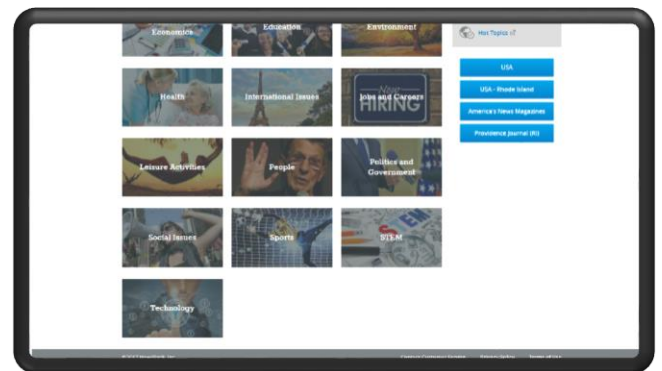 Economics
Education
Environment
Hot Topics
Health
International Issues
Now
HIRING
Jobs and Careers
USA
USA - Rhode Island
America's News Magazines
Providence Journal (RI)
Leisure Activities
People
Politics and
Government
Social Issues
Sports
STEM
Technology